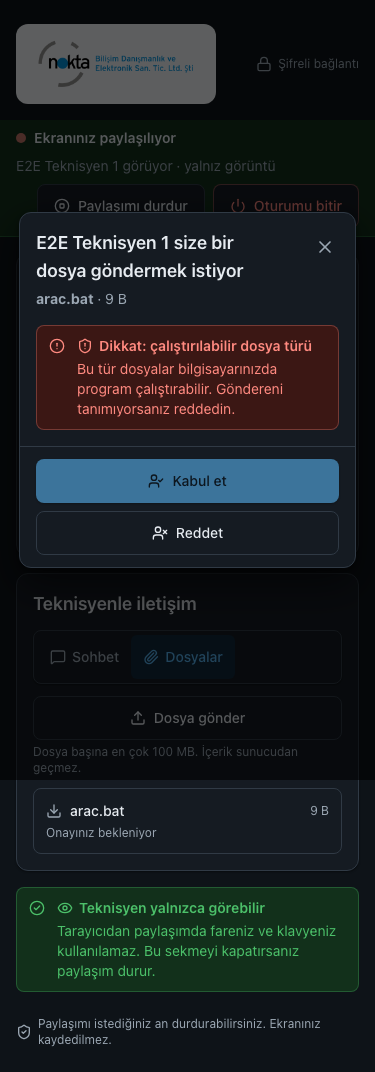 nokta Bilişim Danışmanlık ve
Elektronik San. Tic. Ltd. Şti
Şifreli bağlantı
Ekranınız paylaşılıyor
E2E Teknisyen 1 görüyor · yalnız görüntü
Paylaşımı durdur
Oturumu bitir
E2E Teknisyen 1 size bir
dosya göndermek istiyor
arac.bat · 9 B
Dikkat: çalıştırılabilir dosya türü
Bu tür dosyalar bilgisayarınızda
program çalıştırabilir. Göndereni
tanımıyorsanız reddedin.
Kabul et
Reddet
Teknisyenle iletişim
Sohbet
Dosyalar
Dosya gönder
Dosya başına en çok 100 MB. İçerik sunucudan
geçmez.
arac.bat 9 B
Onayınız bekleniyor
Teknisyen yalnızca görebilir
Tarayıcıdan paylaşımda fareniz ve klavyeniz
kullanılamaz. Bu sekmeyi kapatırsanız
paylaşım durur.
Paylaşımı istediğiniz an durdurabilirsiniz. Ekranınız
kaydedilmez.